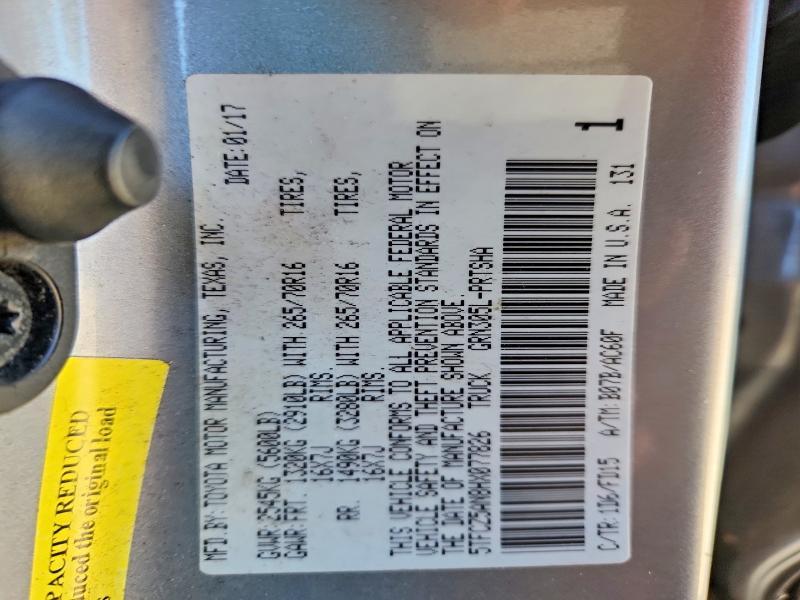 MFD.BY:TOYOTA MOTOR MANUFACTURING, TEXAS, INC.
DATE:01/17
GVWR:2545KG (5600LB)
GAWR:FRT. 1320KG (2910LB) WITH 265/70R16 TIRES,
16X7J RIMS.
RR. 1490KG (3280LB) WITH 265/70R16 TIRES,
16X7J RIMS.
THIS VEHICLE CONFORMS TO ALL APPLICABLE FEDERAL MOTOR
VEHICLE SAFETY AND THEFT PREVENTION STANDARDS IN EFFECT ON
THE DATE OF MANUFACTURE SHOWN ABOVE.
5TFCZ5AN8HX077826 TRUCK GRN305L-PRTSHA
1
C/TR:1D6/FD15 A/TM:B07B/AC60F MADE IN U.S.A. 131
PACITY REDUCED
duced the original load